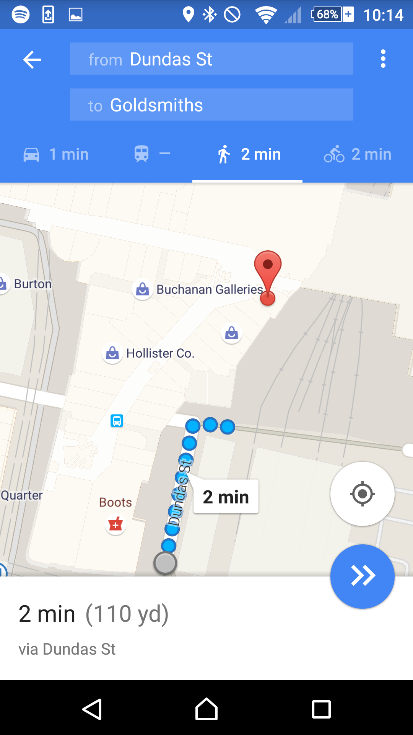 68% 10:14
from Dundas St
to Goldsmiths
1 min
2 min
2 min
Burton
Buchanan Galleries
Hollister Co.
Dundas St
2 min
Quarter
Boots
2 min (110 yd)
via Dundas St